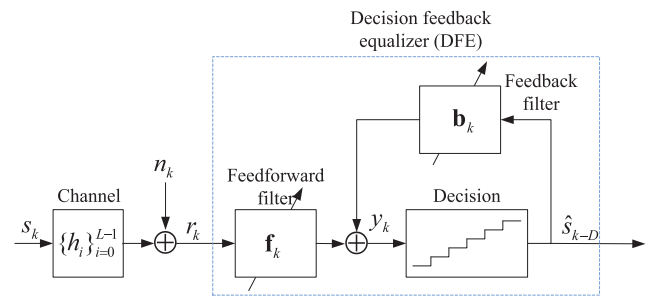 Decision feedback
equalizer (DFE)
Feedback
filter
b_k
n_k
Channel
Feedforward
filter
Decision
s_k
{h_i}_{i=0}^{L-1}
r_k
f_k
y_k
ŝ_{k-D}